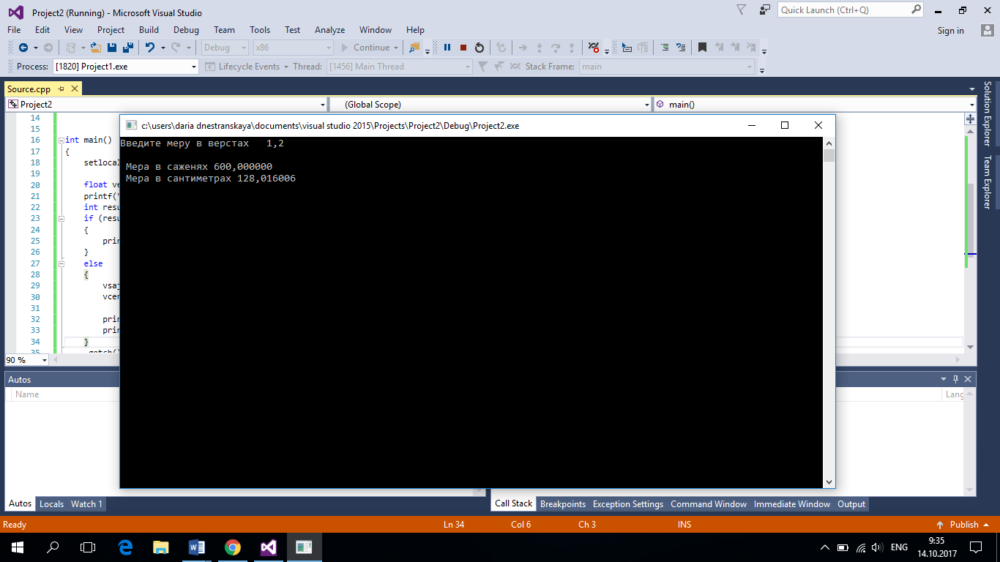 Project2 (Running) - Microsoft Visual Studio
Quick Launch (Ctrl+Q)
File Edit View Project Build Debug Team Tools Test Analyze Window Help
Sign in
Debug x86 Continue
Process: [1820] Project1.exe Lifecycle Events Thread: [1456] Main Thread Stack Frame: main
Source.cpp
Project2 (Global Scope) main()
14
15
16 int main()
17 {
18 setlocal
19
20 float ve
21 printf("
22 int resu
23 if (resu
24 {
25 prin
26 }
27 else
28 {
29 vsaj
30 vcen
31
32 prin
33 prin
34 }
35 _getch()
c:\users\daria dnestranskaya\documents\visual studio 2015\Projects\Project2\Debug\Project2.exe
Введите меру в верстах 1,2
Мера в саженях 600,000000
Мера в сантиметрах 128,016006
Solution Explorer
Team Explorer
90 %
Autos
Name
Lang
Autos Locals Watch 1
Call Stack Breakpoints Exception Settings Command Window Immediate Window Output
Ready Ln 34 Col 6 Ch 3 INS Publish
ENG
9:35
14.10.2017